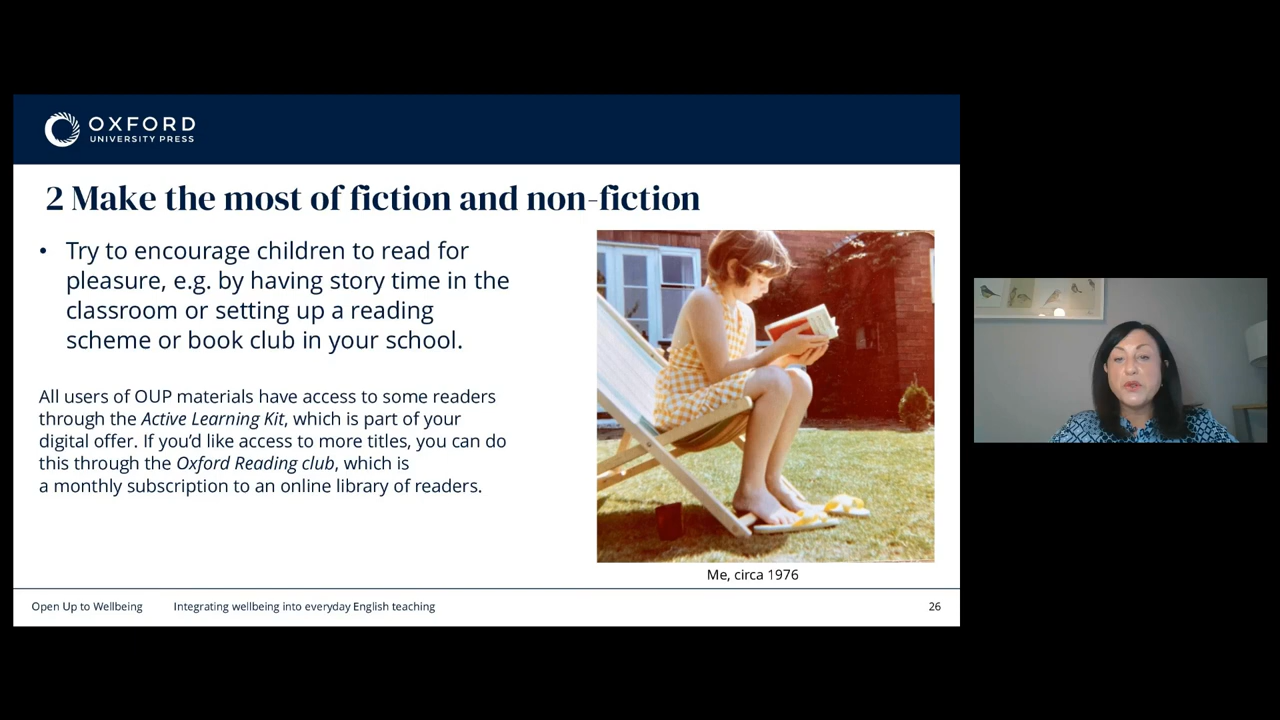 OXFORD
UNIVERSITY PRESS
2 Make the most of fiction and non-fiction
• Try to encourage children to read for
pleasure, e.g. by having story time in the
classroom or setting up a reading
scheme or book club in your school.
All users of OUP materials have access to some readers
through the Active Learning Kit, which is part of your
digital offer. If you’d like access to more titles, you can do
this through the Oxford Reading club, which is
a monthly subscription to an online library of readers.
Me, circa 1976
Open Up to Wellbeing Integrating wellbeing into everyday English teaching 26